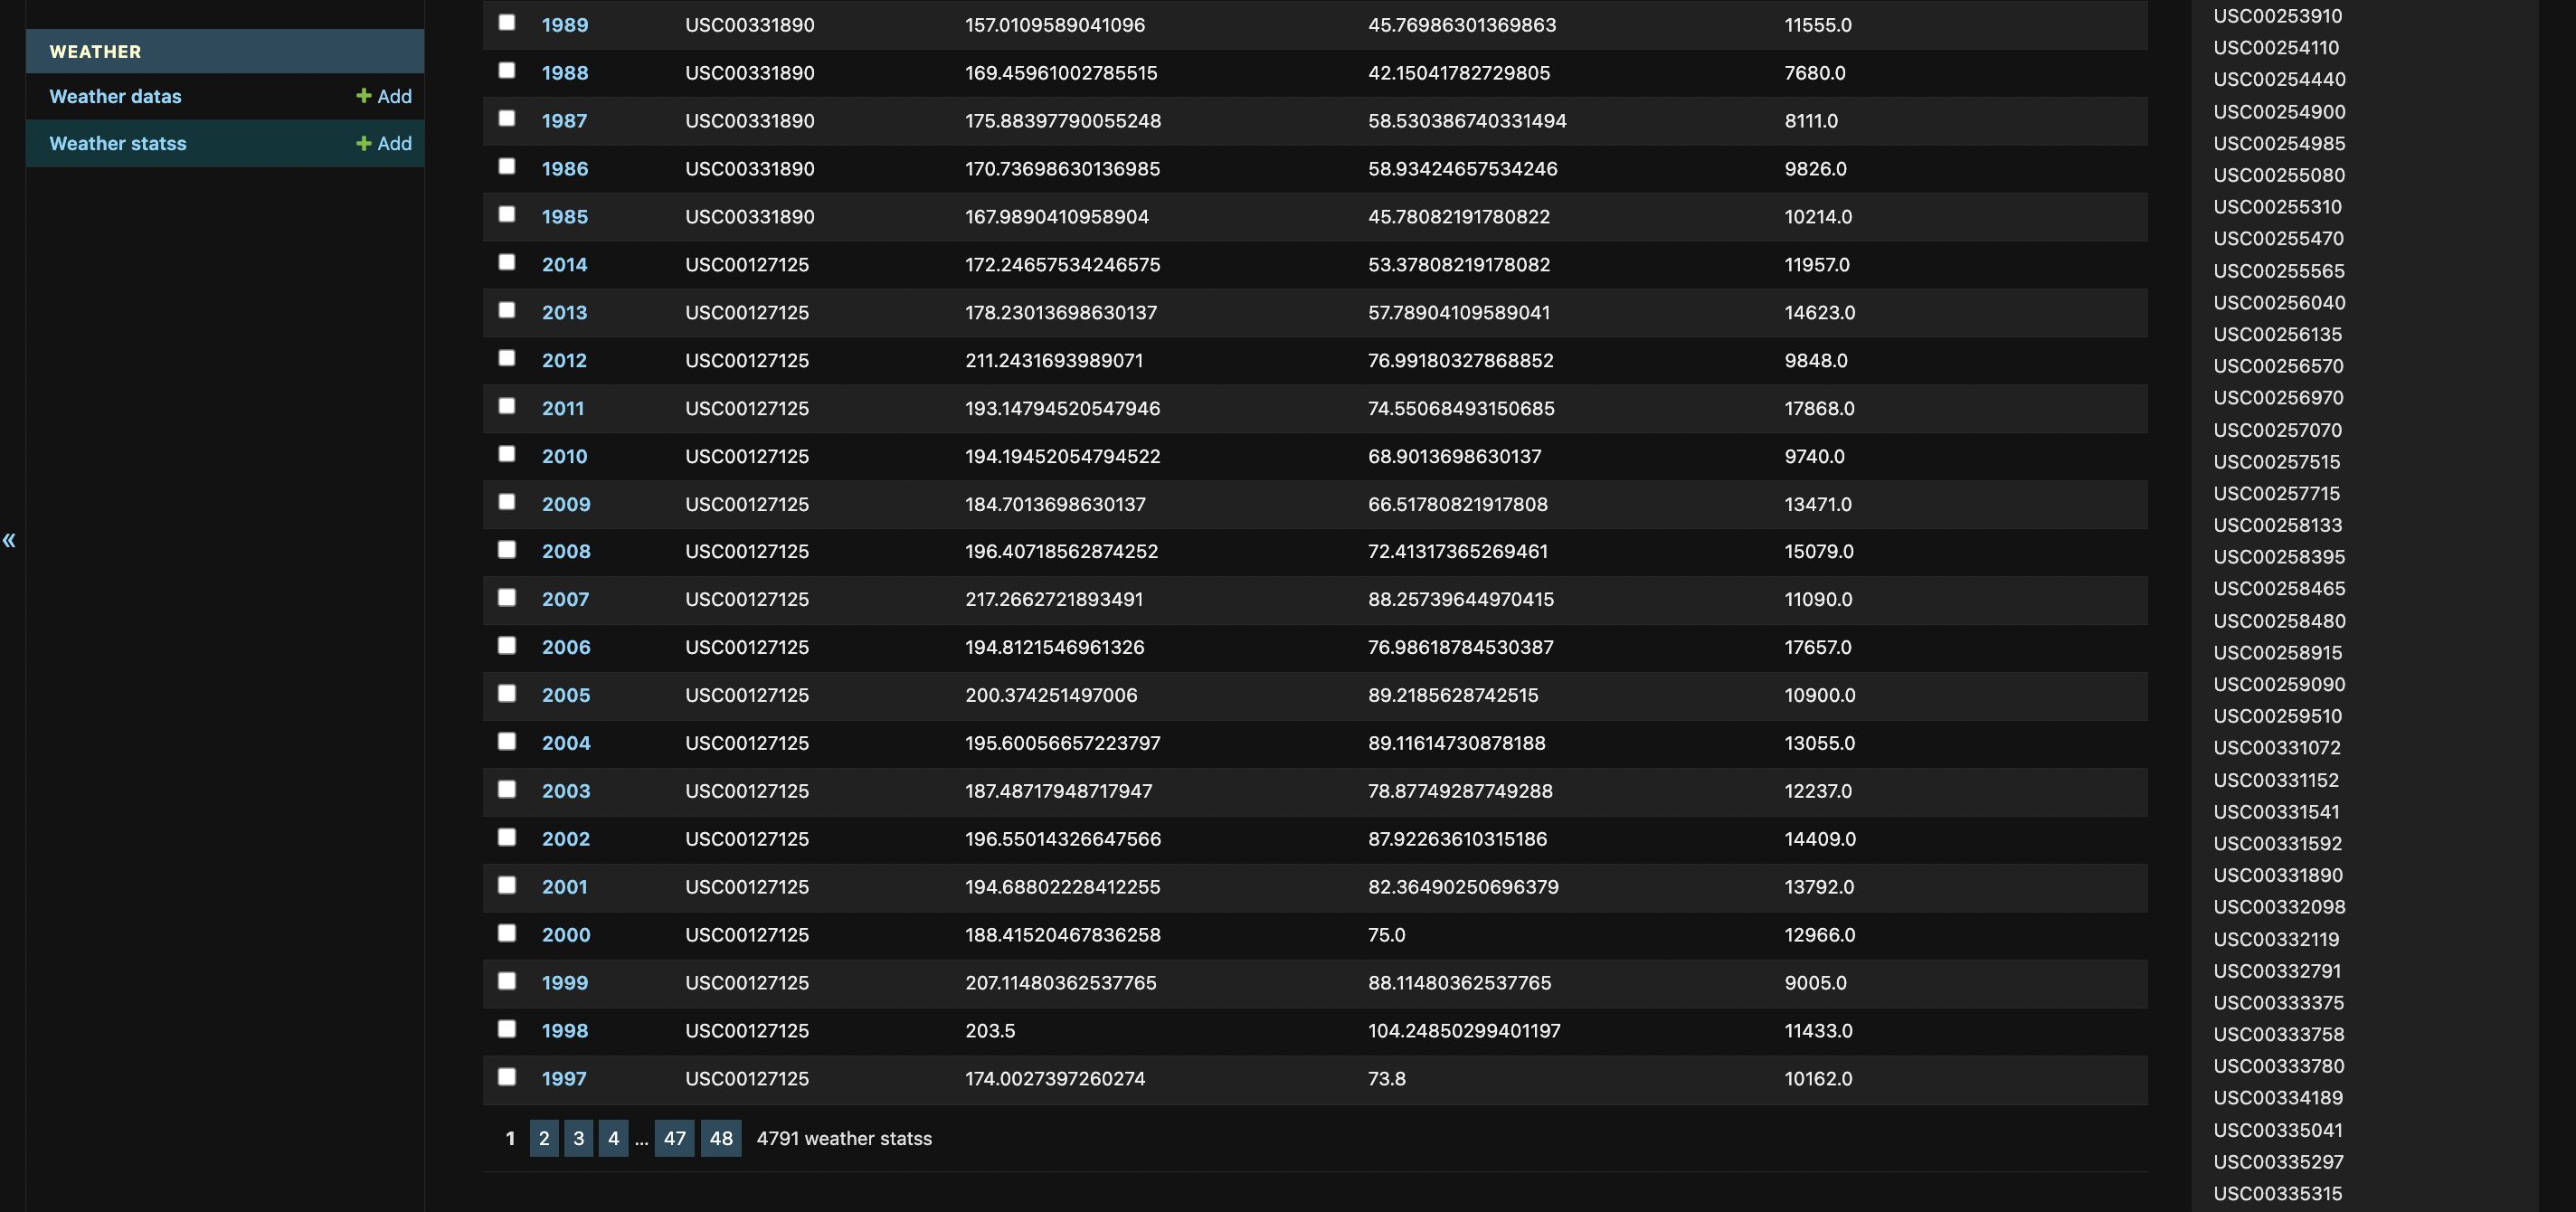 WEATHER
Weather datas + Add
Weather statss + Add
«
1989 USC00331890 157.0109589041096 45.76986301369863 11555.0
1988 USC00331890 169.45961002785515 42.15041782729805 7680.0
1987 USC00331890 175.88397790055248 58.530386740331494 8111.0
1986 USC00331890 170.73698630136985 58.93424657534246 9826.0
1985 USC00331890 167.9890410958904 45.78082191780822 10214.0
2014 USC00127125 172.24657534246575 53.37808219178082 11957.0
2013 USC00127125 178.23013698630137 57.78904109589041 14623.0
2012 USC00127125 211.2431693989071 76.99180327868852 9848.0
2011 USC00127125 193.14794520547946 74.55068493150685 17868.0
2010 USC00127125 194.19452054794522 68.9013698630137 9740.0
2009 USC00127125 184.7013698630137 66.51780821917808 13471.0
2008 USC00127125 196.40718562874252 72.41317365269461 15079.0
2007 USC00127125 217.2662721893491 88.25739644970415 11090.0
2006 USC00127125 194.8121546961326 76.98618784530387 17657.0
2005 USC00127125 200.374251497006 89.2185628742515 10900.0
2004 USC00127125 195.60056657223797 89.11614730878188 13055.0
2003 USC00127125 187.48717948717947 78.87749287749288 12237.0
2002 USC00127125 196.55014326647566 87.92263610315186 14409.0
2001 USC00127125 194.68802228412255 82.36490250696379 13792.0
2000 USC00127125 188.41520467836258 75.0 12966.0
1999 USC00127125 207.11480362537765 88.11480362537765 9005.0
1998 USC00127125 203.5 104.24850299401197 11433.0
1997 USC00127125 174.0027397260274 73.8 10162.0
1 2 3 4 ... 47 48 4791 weather statss
USC00253910
USC00254110
USC00254440
USC00254900
USC00254985
USC00255080
USC00255310
USC00255470
USC00255565
USC00256040
USC00256135
USC00256570
USC00256970
USC00257070
USC00257515
USC00257715
USC00258133
USC00258395
USC00258465
USC00258480
USC00258915
USC00259090
USC00259510
USC00331072
USC00331152
USC00331541
USC00331592
USC00331890
USC00332098
USC00332119
USC00332791
USC00333375
USC00333758
USC00333780
USC00334189
USC00335041
USC00335297
USC00335315